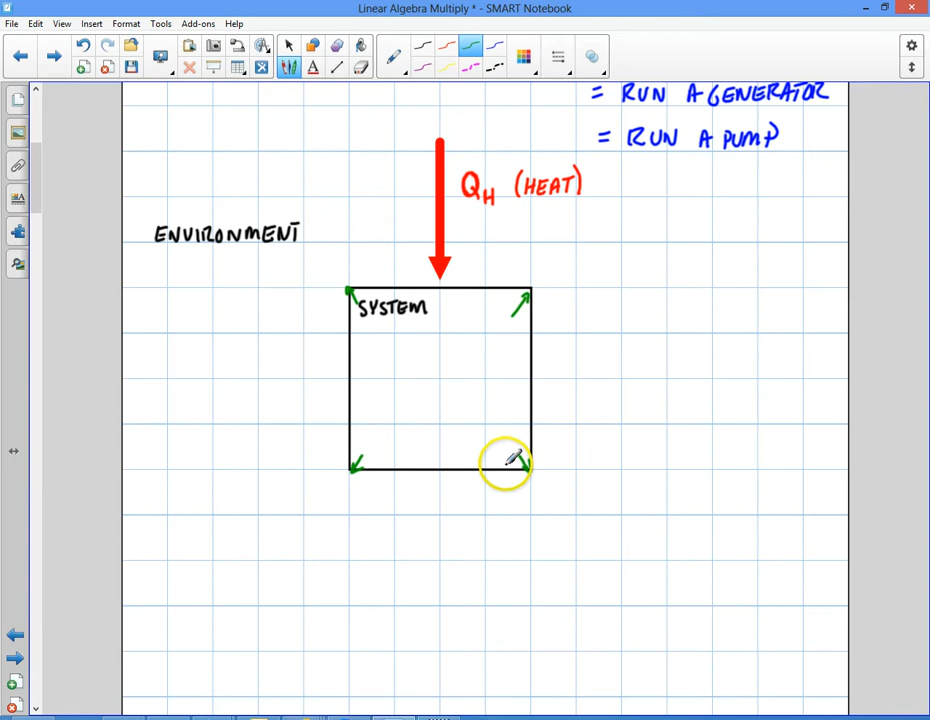 Linear Algebra Multiply * - SMART Notebook
File Edit View Insert Format Tools Add-ons Help
= RUN A GENERATOR
= RUN A PUMP
QH (HEAT)
ENVIRONMENT
SYSTEM